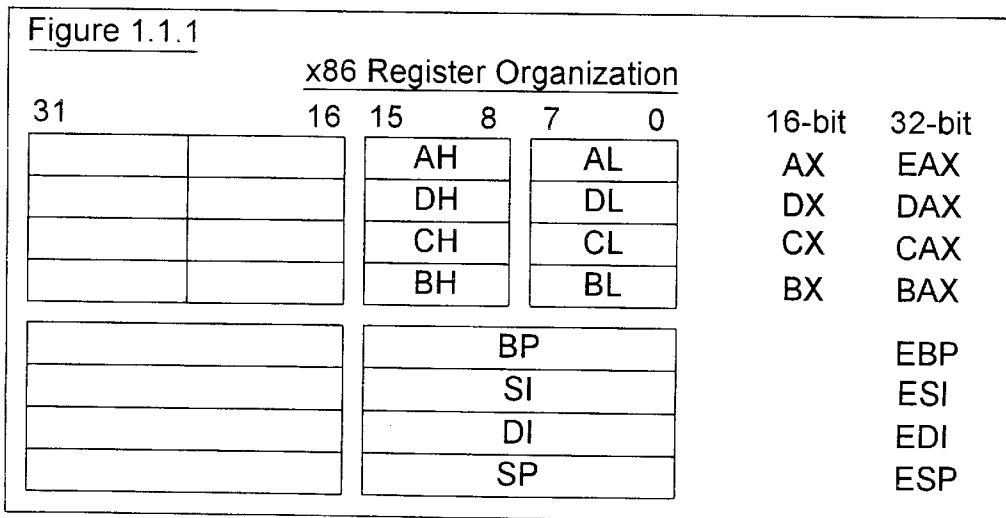 Figure 1.1.1
x86 Register Organization
31 16 15 8 7 0 16-bit 32-bit
AH AL AX EAX
DH DL DX DAX
CH CL CX CAX
BH BL BX BAX
BP EBP
SI ESI
DI EDI
SP ESP